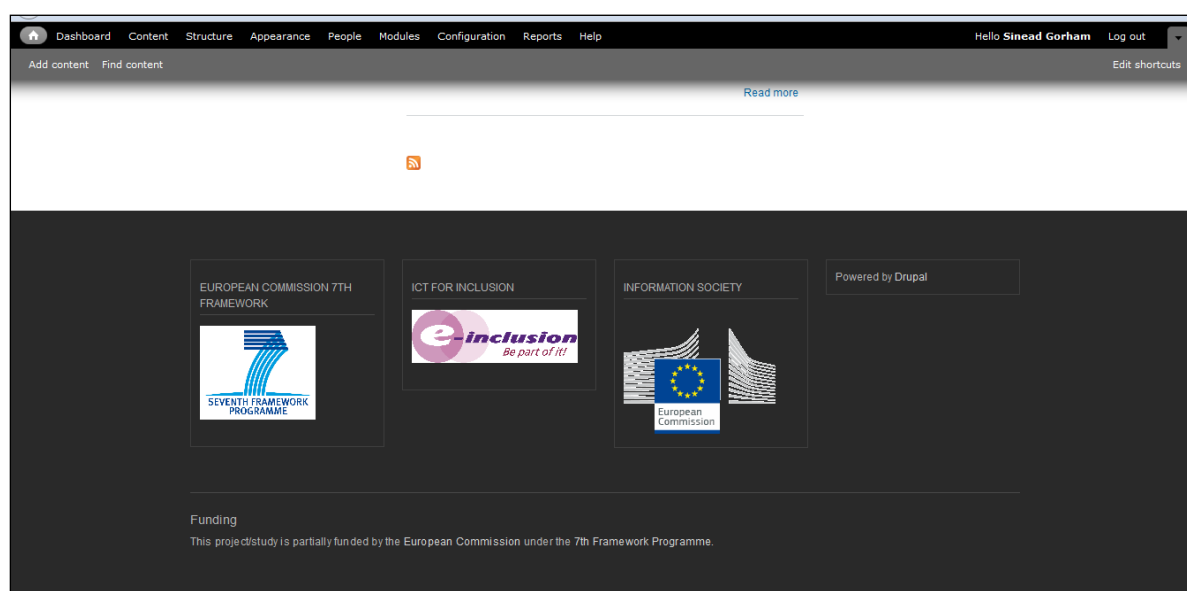 Dashboard Content Structure Appearance People Modules Configuration Reports Help Hello Sinead Gorham Log out
Add content Find content Edit shortcuts
Read more
EUROPEAN COMMISSION 7TH
FRAMEWORK
SEVENTH FRAMEWORK
PROGRAMME
ICT FOR INCLUSION
e-inclusion
Be part of it!
INFORMATION SOCIETY
European
Commission
Powered by Drupal
Funding
This project/study is partially funded by the European Commission under the 7th Framework Programme.